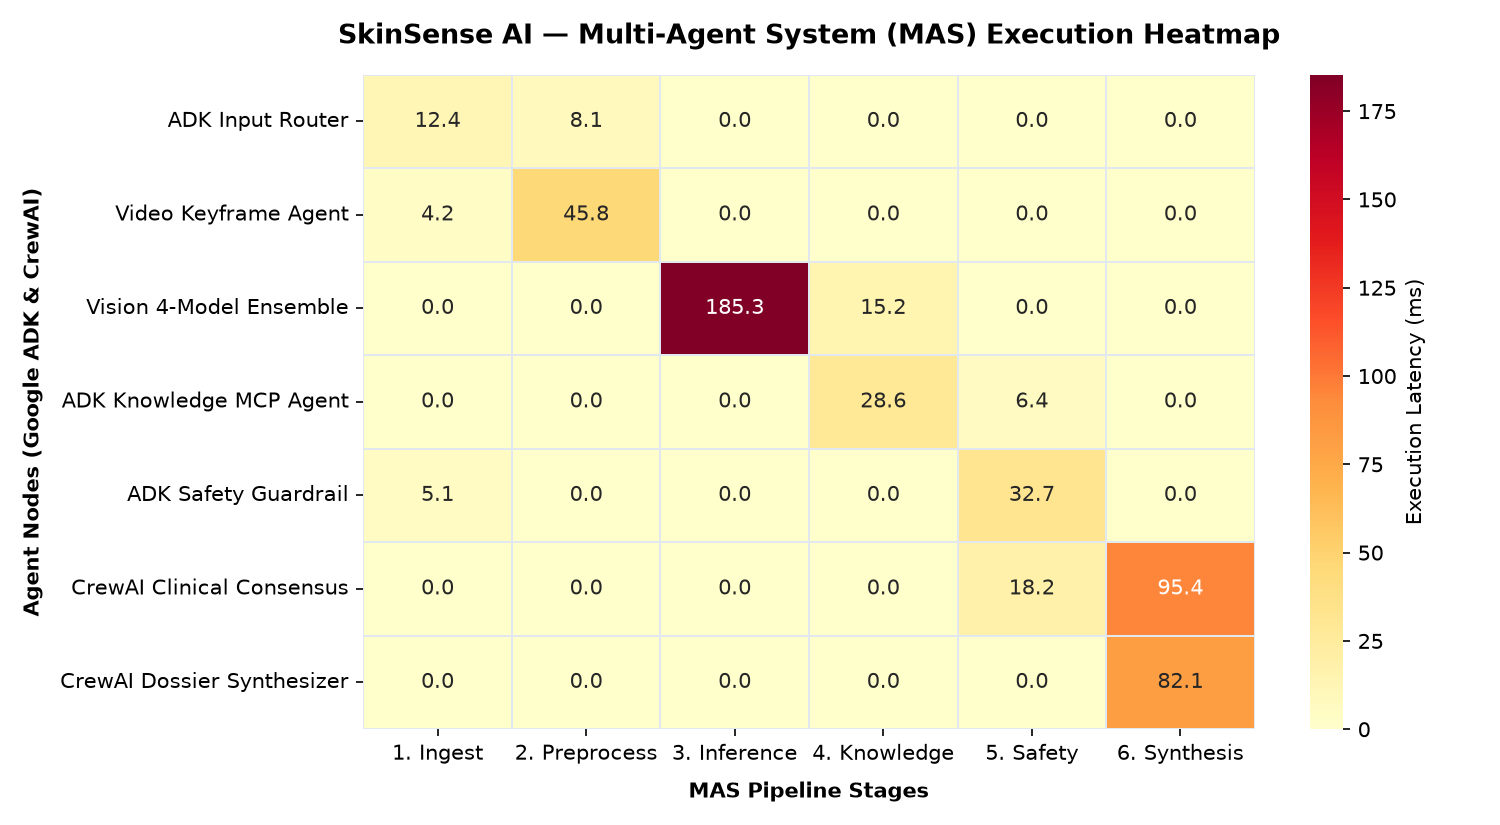 SkinSense AI — Multi-Agent System (MAS) Execution Heatmap
Agent Nodes (Google ADK & CrewAI)
ADK Input Router 12.4 8.1 0.0 0.0 0.0 0.0
Video Keyframe Agent 4.2 45.8 0.0 0.0 0.0 0.0
Vision 4-Model Ensemble 0.0 0.0 185.3 15.2 0.0 0.0
ADK Knowledge MCP Agent 0.0 0.0 0.0 28.6 6.4 0.0
ADK Safety Guardrail 5.1 0.0 0.0 0.0 32.7 0.0
CrewAI Clinical Consensus 0.0 0.0 0.0 0.0 18.2 95.4
CrewAI Dossier Synthesizer 0.0 0.0 0.0 0.0 0.0 82.1
1. Ingest 2. Preprocess 3. Inference 4. Knowledge 5. Safety 6. Synthesis
MAS Pipeline Stages
175
150
125
100
75
50
25
0
Execution Latency (ms)